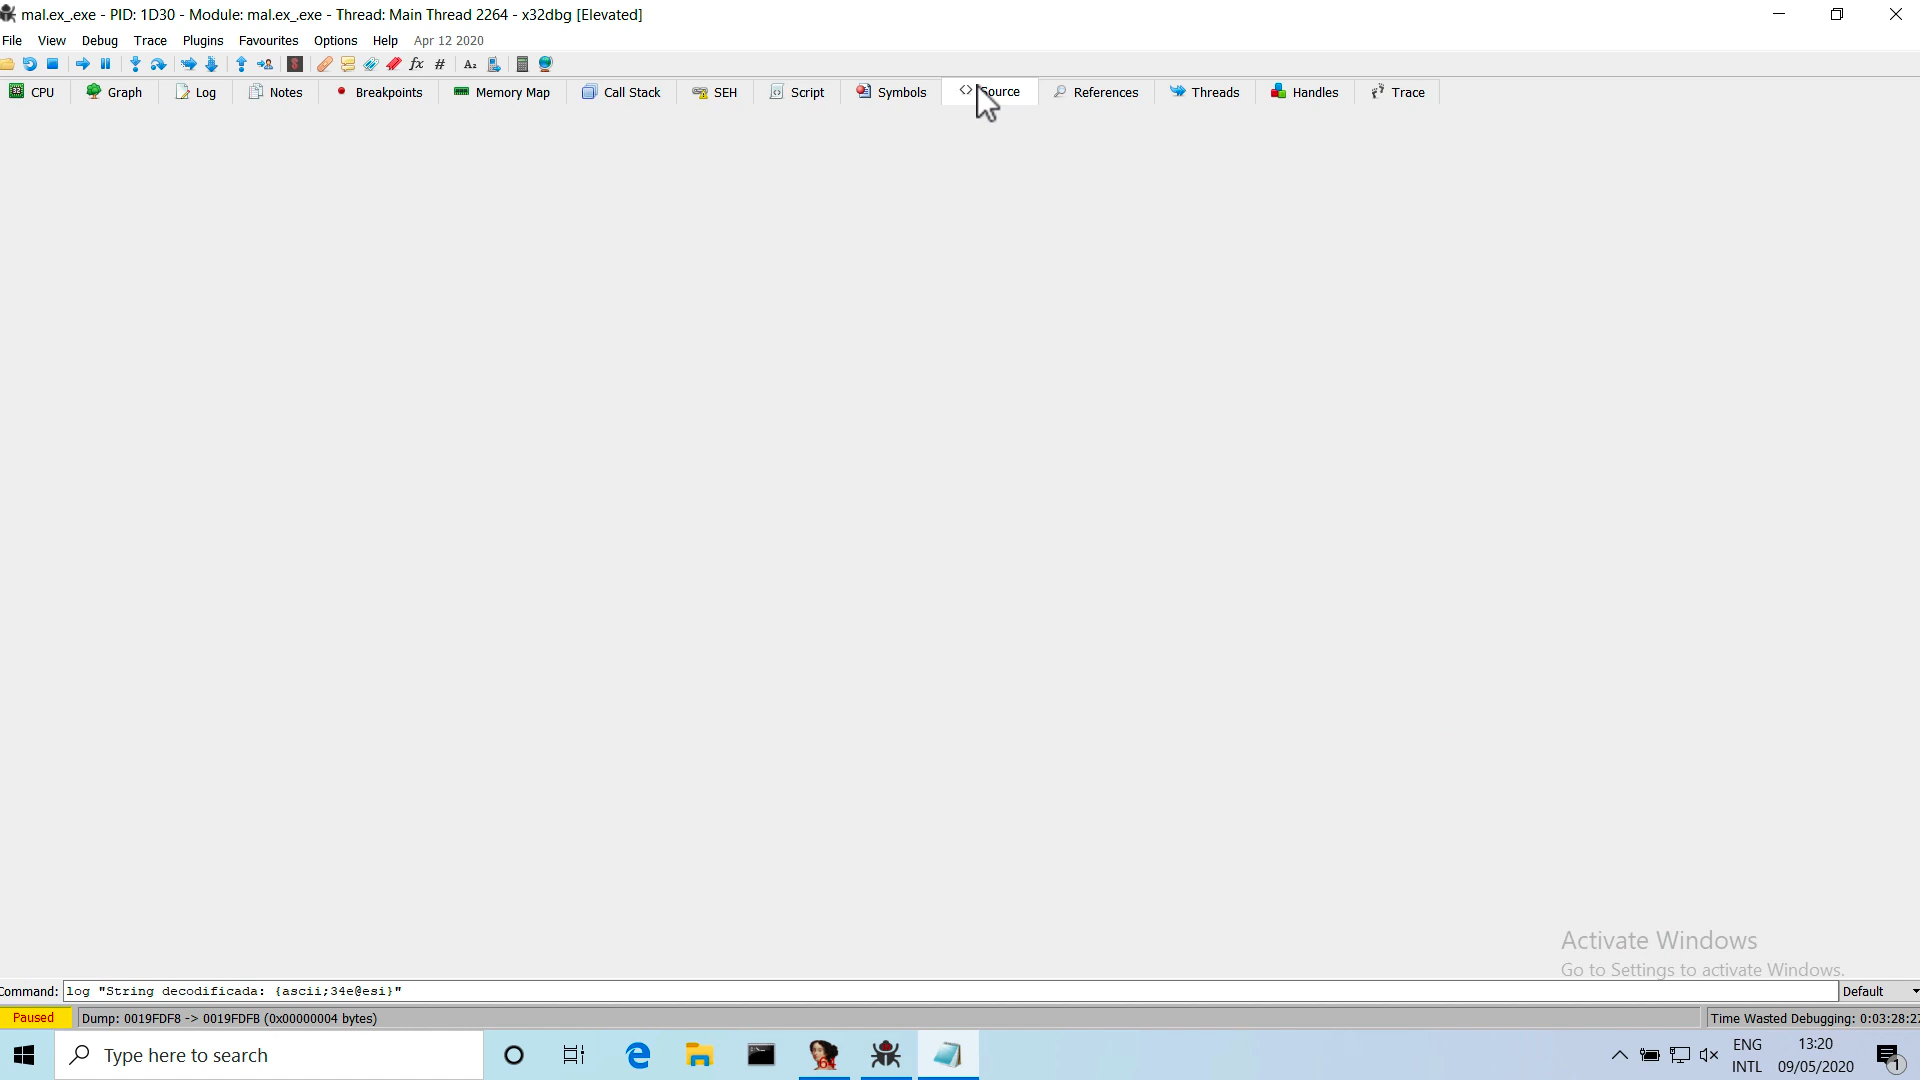 mal.ex_.exe - PID: 1D30 - Module: mal.ex_.exe - Thread: Main Thread 2264 - x32dbg [Elevated]
File View Debug Trace Plugins Favourites Options Help Apr 12 2020
CPU Graph Log Notes Breakpoints Memory Map Call Stack SEH Script Symbols Source References Threads Handles Trace
Activate Windows
Go to Settings to activate Windows.
Command: log "String decodificada: {ascii;34e@esi}" Default
Paused Dump: 0019FDF8 -> 0019FDFB (0x00000004 bytes) Time Wasted Debugging: 0:03:28:27
Type here to search
64
ENG 13:20
INTL 09/05/2020
1